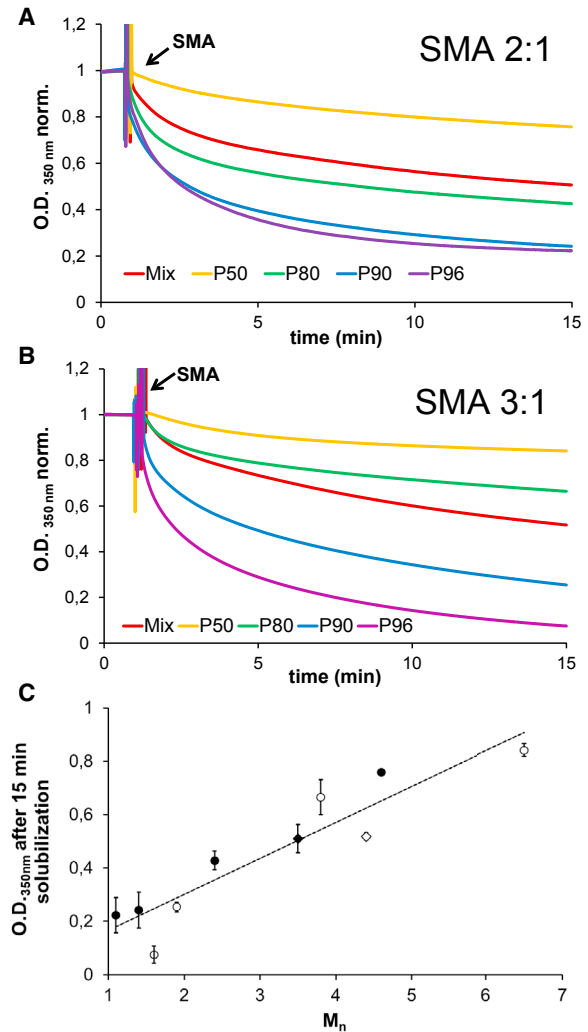 A
1,2
1
0,8
0,6
0,4
0,2
0
O.D. 350 nm norm.
SMA
SMA 2:1
Mix P50 P80 P90 P96
0 5 10 15
time (min)
B
1,2
1
0,8
0,6
0,4
0,2
0
O.D. 350 nm norm.
SMA
SMA 3:1
Mix P50 P80 P90 P96
0 5 10 15
time (min)
C
1
0,8
0,6
0,4
0,2
0
O.D.350nm after 15 min
solubilization
1 2 3 4 5 6 7
Mn